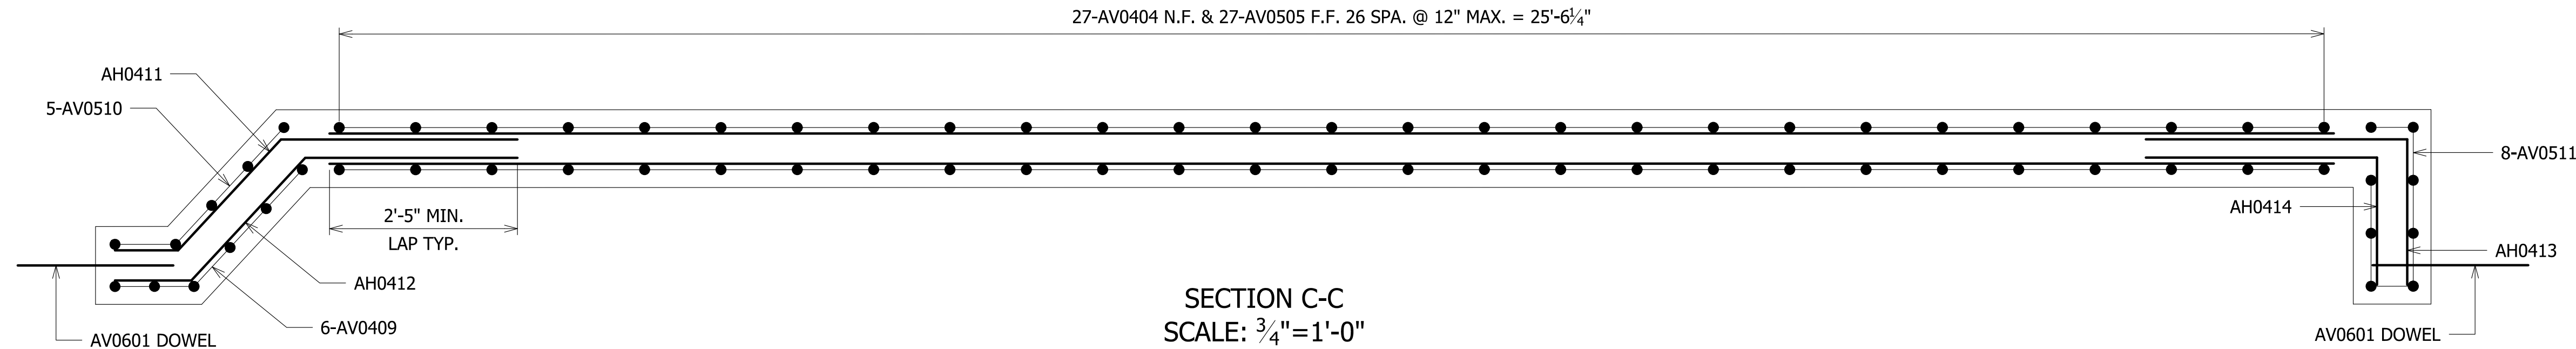 27-AV0404 N.F. & 27-AV0505 F.F. 26 SPA. @ 12" MAX. = 25'-6¼"
AH0411
5-AV0510
8-AV0511
2'-5" MIN.
LAP TYP.
AH0414
AH0413
AH0412
6-AV0409
AV0601 DOWEL
SECTION C-C
SCALE: ¾"=1'-0"
AV0601 DOWEL